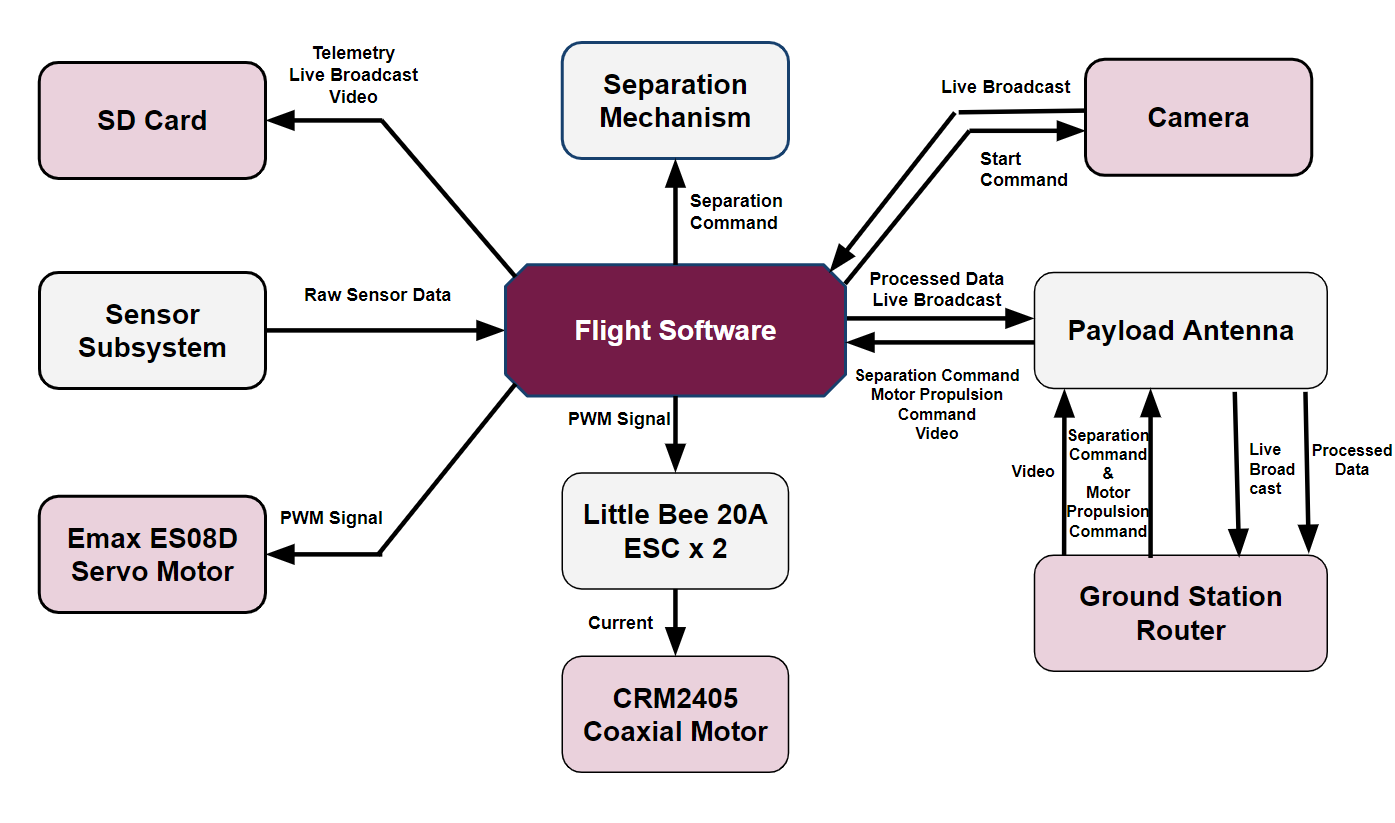 Telemetry
Live Broadcast
Video
SD Card
Separation
Mechanism
Live Broadcast
Camera
Start
Command
Separation
Command
Raw Sensor Data
Sensor
Subsystem
Flight Software
Processed Data
Live Broadcast
Payload Antenna
Separation Command
Motor Propulsion
Command
Video
PWM Signal
Video
Separation
Command
&
Motor
Propulsion
Command
Live
Broad
cast
Processed
Data
PWM Signal
Emax ES08D
Servo Motor
Little Bee 20A
ESC x 2
Current
Ground Station
Router
CRM2405
Coaxial Motor